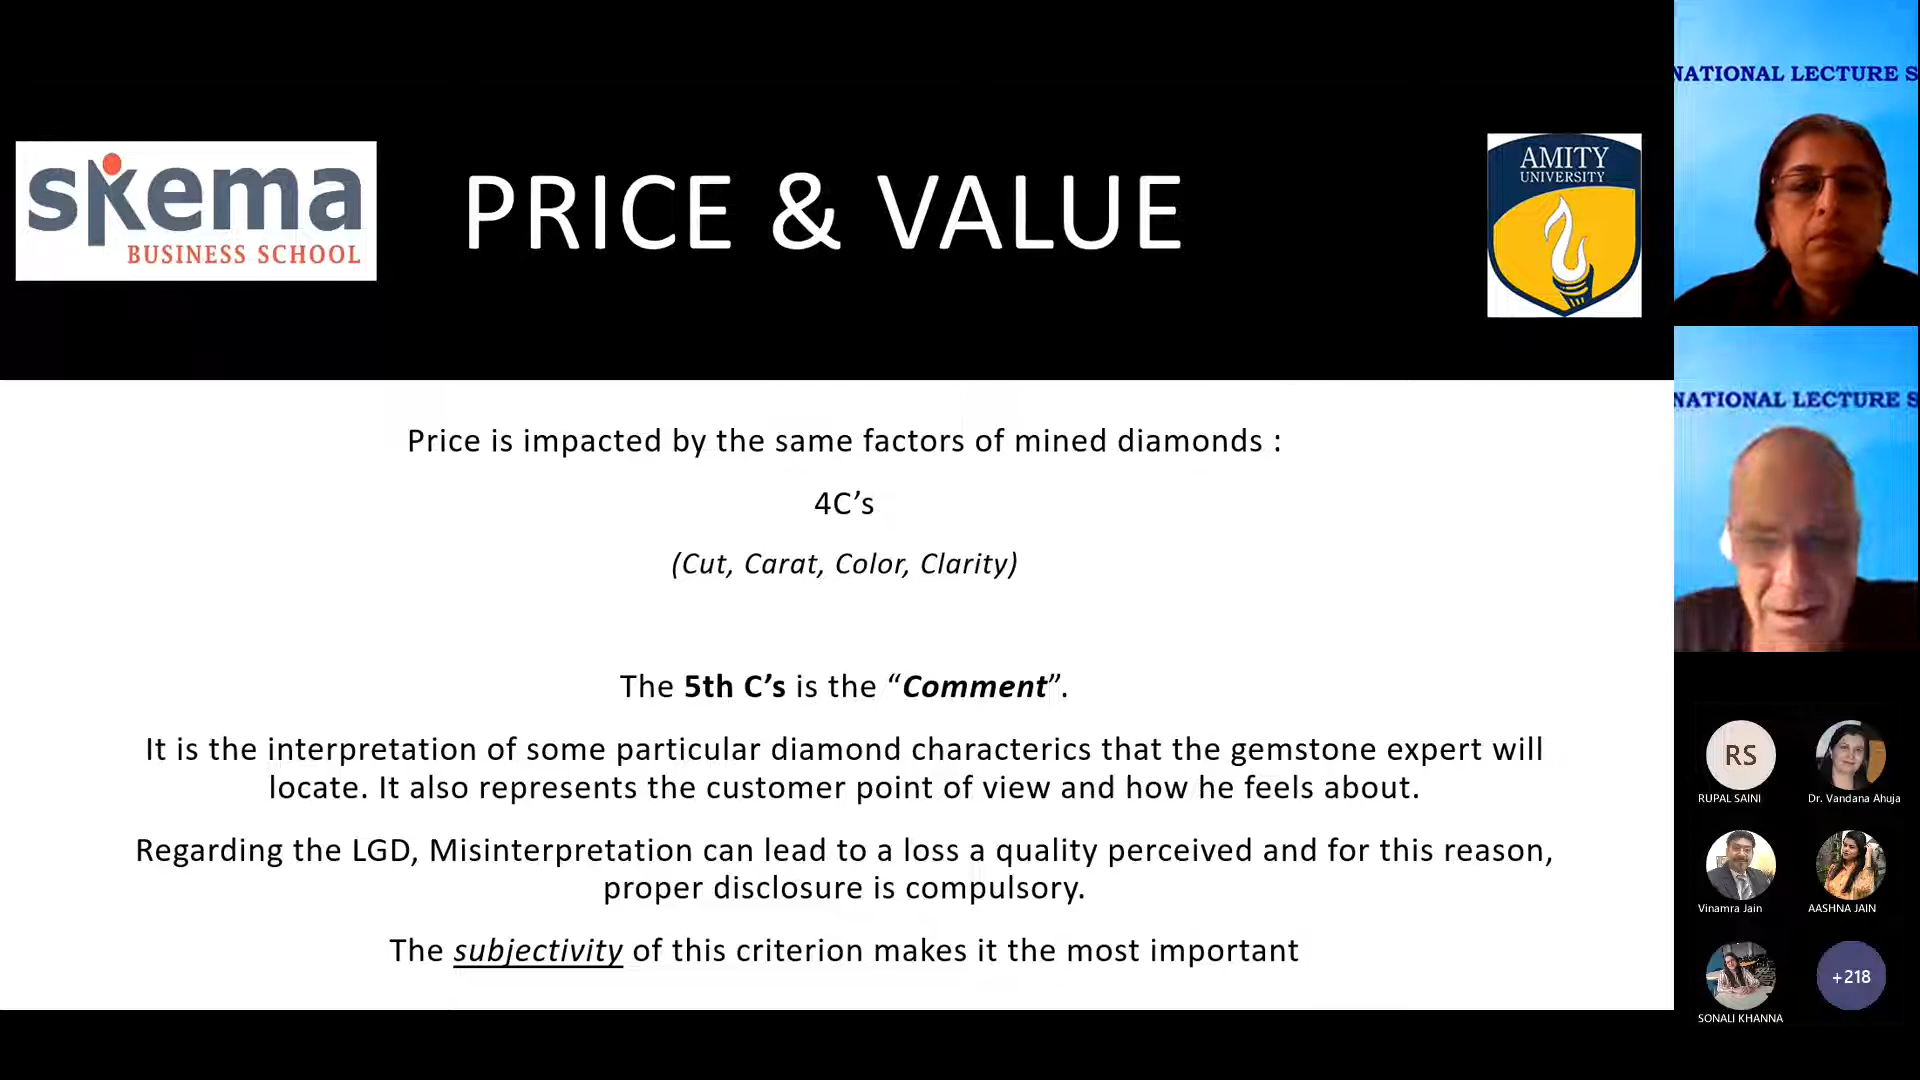 skema
BUSINESS SCHOOL
PRICE & VALUE
AMITY
UNIVERSITY
Price is impacted by the same factors of mined diamonds :
4C’s
(Cut, Carat, Color, Clarity)
The 5th C’s is the “Comment”.
It is the interpretation of some particular diamond characterics that the gemstone expert will
locate. It also represents the customer point of view and how he feels about.
Regarding the LGD, Misinterpretation can lead to a loss a quality perceived and for this reason,
proper disclosure is compulsory.
The subjectivity of this criterion makes it the most important
NATIONAL LECTURE S
NATIONAL LECTURE S
RS
RUPAL SAINI
Dr. Vandana Ahuja
Vinamra Jain
AASHNA JAIN
SONALI KHANNA
+218